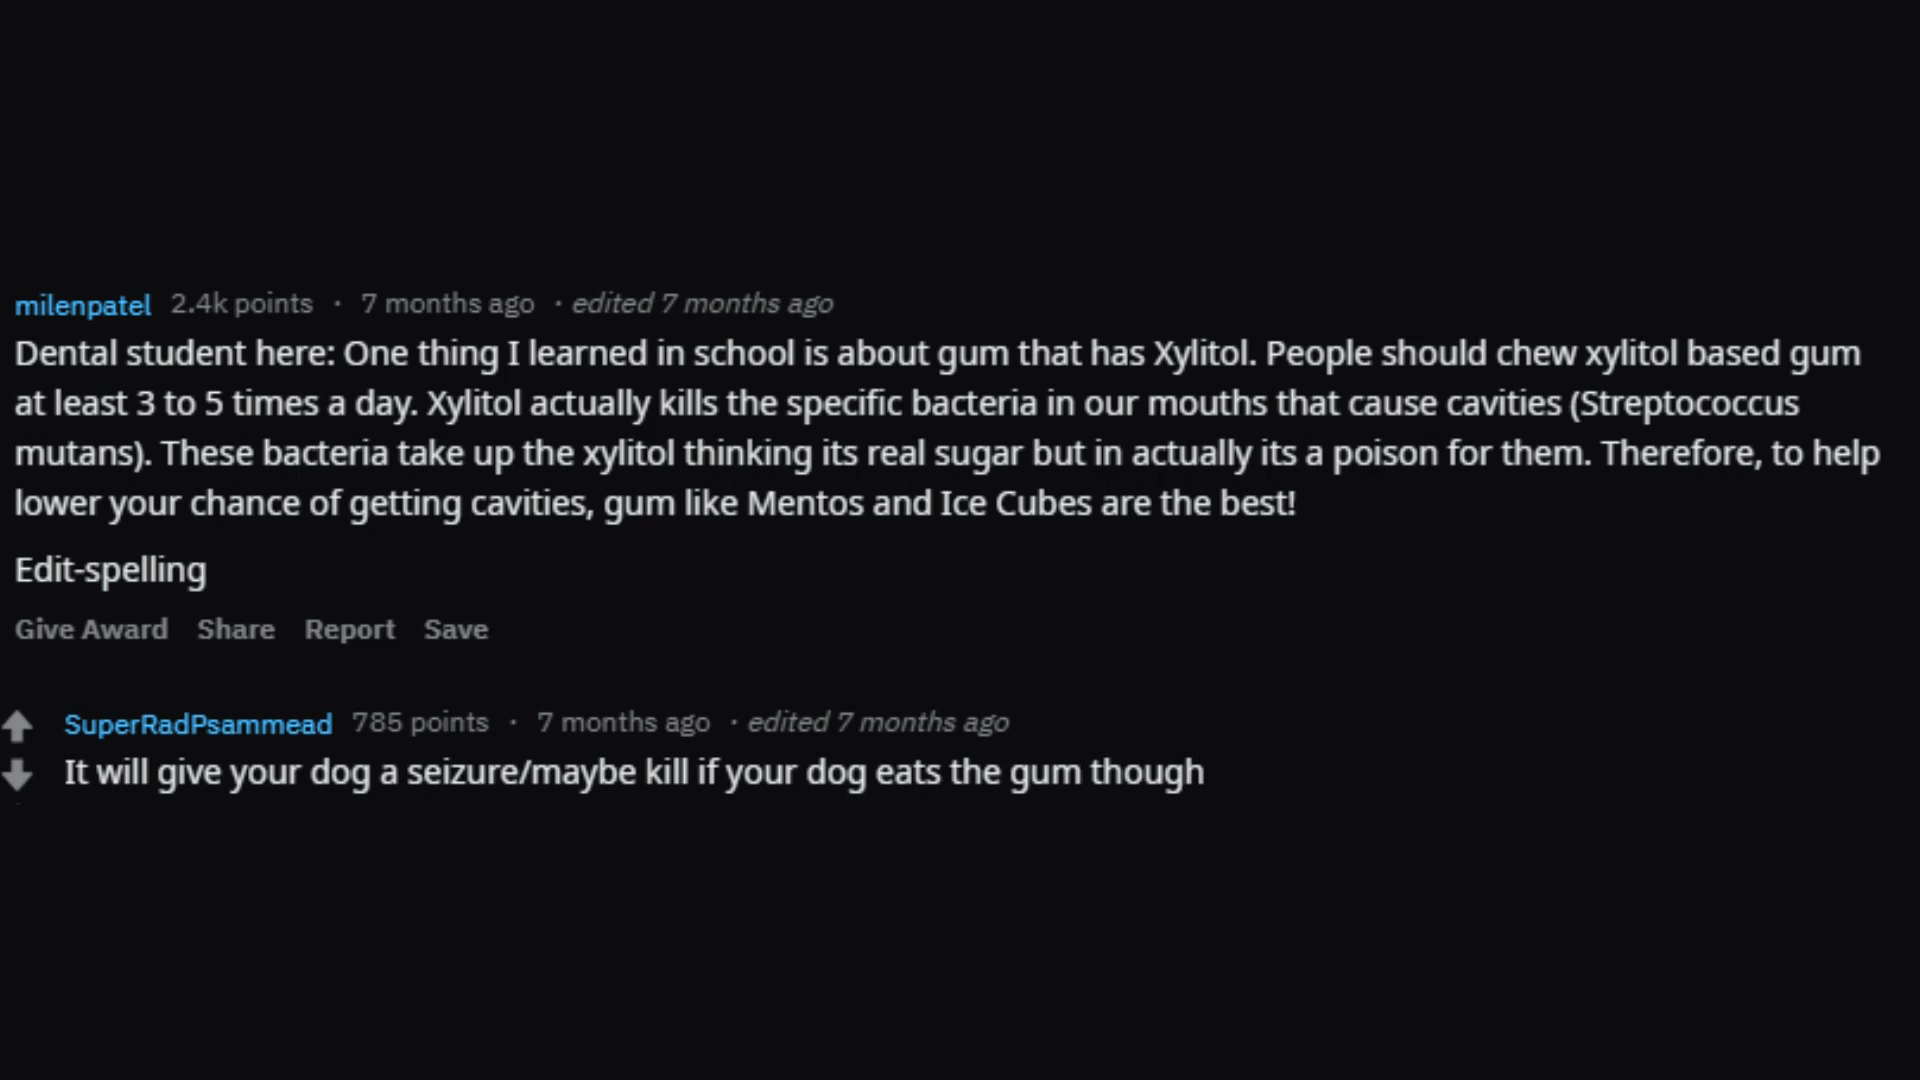 milenpatel 2.4k points · 7 months ago · edited 7 months ago
Dental student here: One thing I learned in school is about gum that has Xylitol. People should chew xylitol based gum
at least 3 to 5 times a day. Xylitol actually kills the specific bacteria in our mouths that cause cavities (Streptococcus
mutans). These bacteria take up the xylitol thinking its real sugar but in actually its a poison for them. Therefore, to help
lower your chance of getting cavities, gum like Mentos and Ice Cubes are the best!
Edit-spelling
Give Award Share Report Save
SuperRadPsammead 785 points · 7 months ago · edited 7 months ago
It will give your dog a seizure/maybe kill if your dog eats the gum though